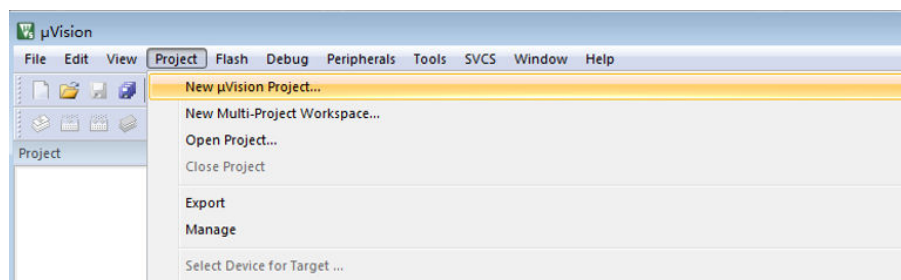 µVision
File Edit View Project Flash Debug Peripherals Tools SVCS Window Help
New µVision Project...
New Multi-Project Workspace...
Open Project...
Project
Close Project
Export
Manage
Select Device for Target ...